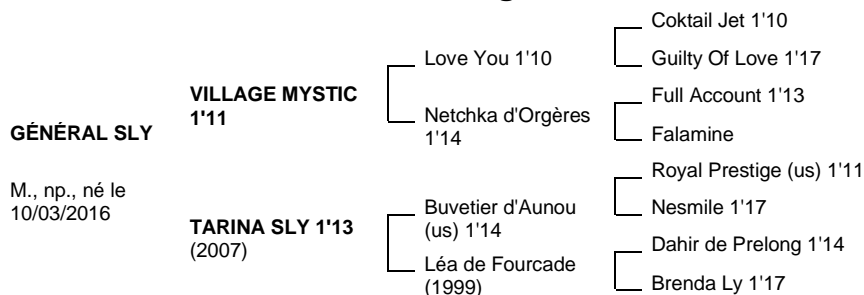 GÉNÉRAL SLY
M., np., né le
10/03/2016
VILLAGE MYSTIC
1'11
TARINA SLY 1'13
(2007)
Love You 1'10
Netchka d'Orgères
1'14
Buvetier d'Aunou
(us) 1'14
Léa de Fourcade
(1999)
Coktail Jet 1'10
Guilty Of Love 1'17
Full Account 1'13
Falamine
Royal Prestige (us) 1'11
Nesmile 1'17
Dahir de Prelong 1'14
Brenda Ly 1'17